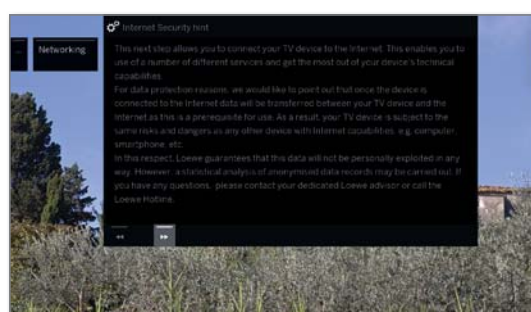 Internet Security hint
...
Networking
This next step allows you to connect your TV device to the Internet. This enables you to
use of a number of different services and get the most out of your device's technical
capabilities.
For data protection reasons, we would like to point out that once the device is
connected to the Internet data will be transferred between your TV device and the
Internet as this is a prerequisite for use. As a result, your TV device is subject to the
same risks and dangers as any other device with Internet capabilities, e.g. computer,
smartphone, etc.
In this respect, Loewe guarantees that this data will not be personally exploited in any
way. However, a statistical analysis of anonymised data records may be carried out. If
you have any questions, please contact your dedicated Loewe advisor or call the
Loewe Hotline.